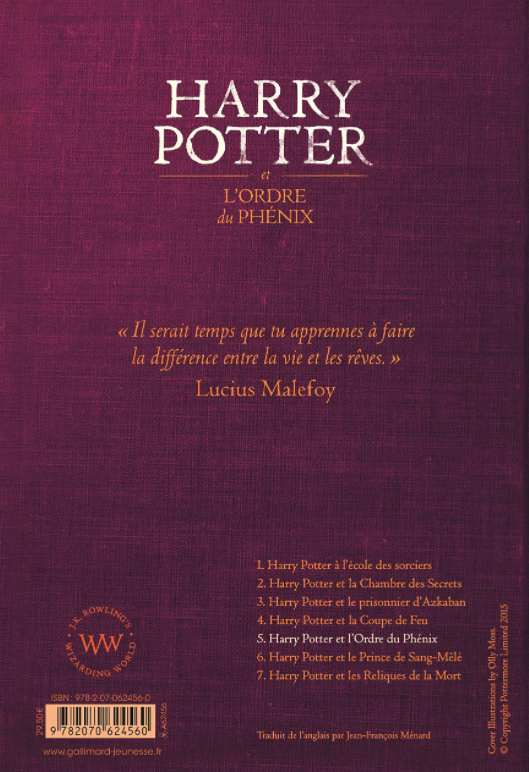 HARRY
POTTER
et
L'ORDRE
du PHÉNIX
« Il serait temps que tu apprennes à faire
la différence entre la vie et les rêves. »
Lucius Malefoy
1. Harry Potter à l'école des sorciers
2. Harry Potter et la Chambre des Secrets
3. Harry Potter et le prisonnier d'Azkaban
4. Harry Potter et la Coupe de Feu
5. Harry Potter et l'Ordre du Phénix
6. Harry Potter et le Prince de Sang-Mêlé
7. Harry Potter et les Reliques de la Mort
Traduit de l'anglais par Jean-François Ménard
J.K. ROWLING'S
WW
WIZARDING WORLD
ISBN : 978-2-07-062456-0
29,50 €
9 782070 624560
A62456
www.gallimard-jeunesse.fr
Cover Illustrations by Olly Moss.
© Copyright Pottermore Limited 2015